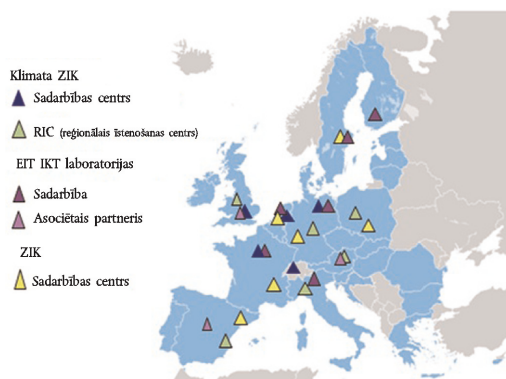 Klimata ZIK
Sadarbības centrs
RIC (reģionālais īstenošanas centrs)
EIT IKT laboratorijas
Sadarbība
Asociētais partneris
ZIK
Sadarbības centrs